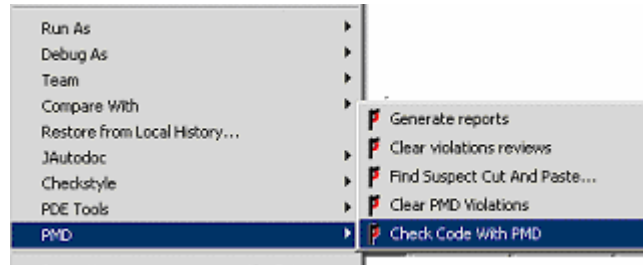 Run As
Debug As
Team
Compare With
Restore from Local History...
JAutodoc
Checkstyle
PDE Tools
PMD
Generate reports
Clear violations reviews
Find Suspect Cut And Paste...
Clear PMD Violations
Check Code With PMD